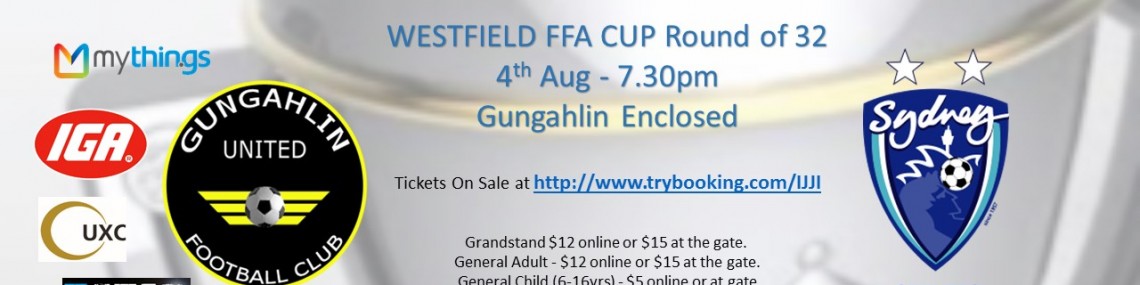 WESTFIELD FFA CUP Round of 32
4th Aug - 7.30pm
Gungahlin Enclosed
Tickets On Sale at http://www.trybooking.com/IJJI
Grandstand $12 online or $15 at the gate.
General Adult - $12 online or $15 at the gate.
General Child (6-16yrs) - $5 online or at gate
mythings
IGA
UXC
GUNGAHLIN
UNITED
FOOTBALL CLUB
Sydney
since 1957